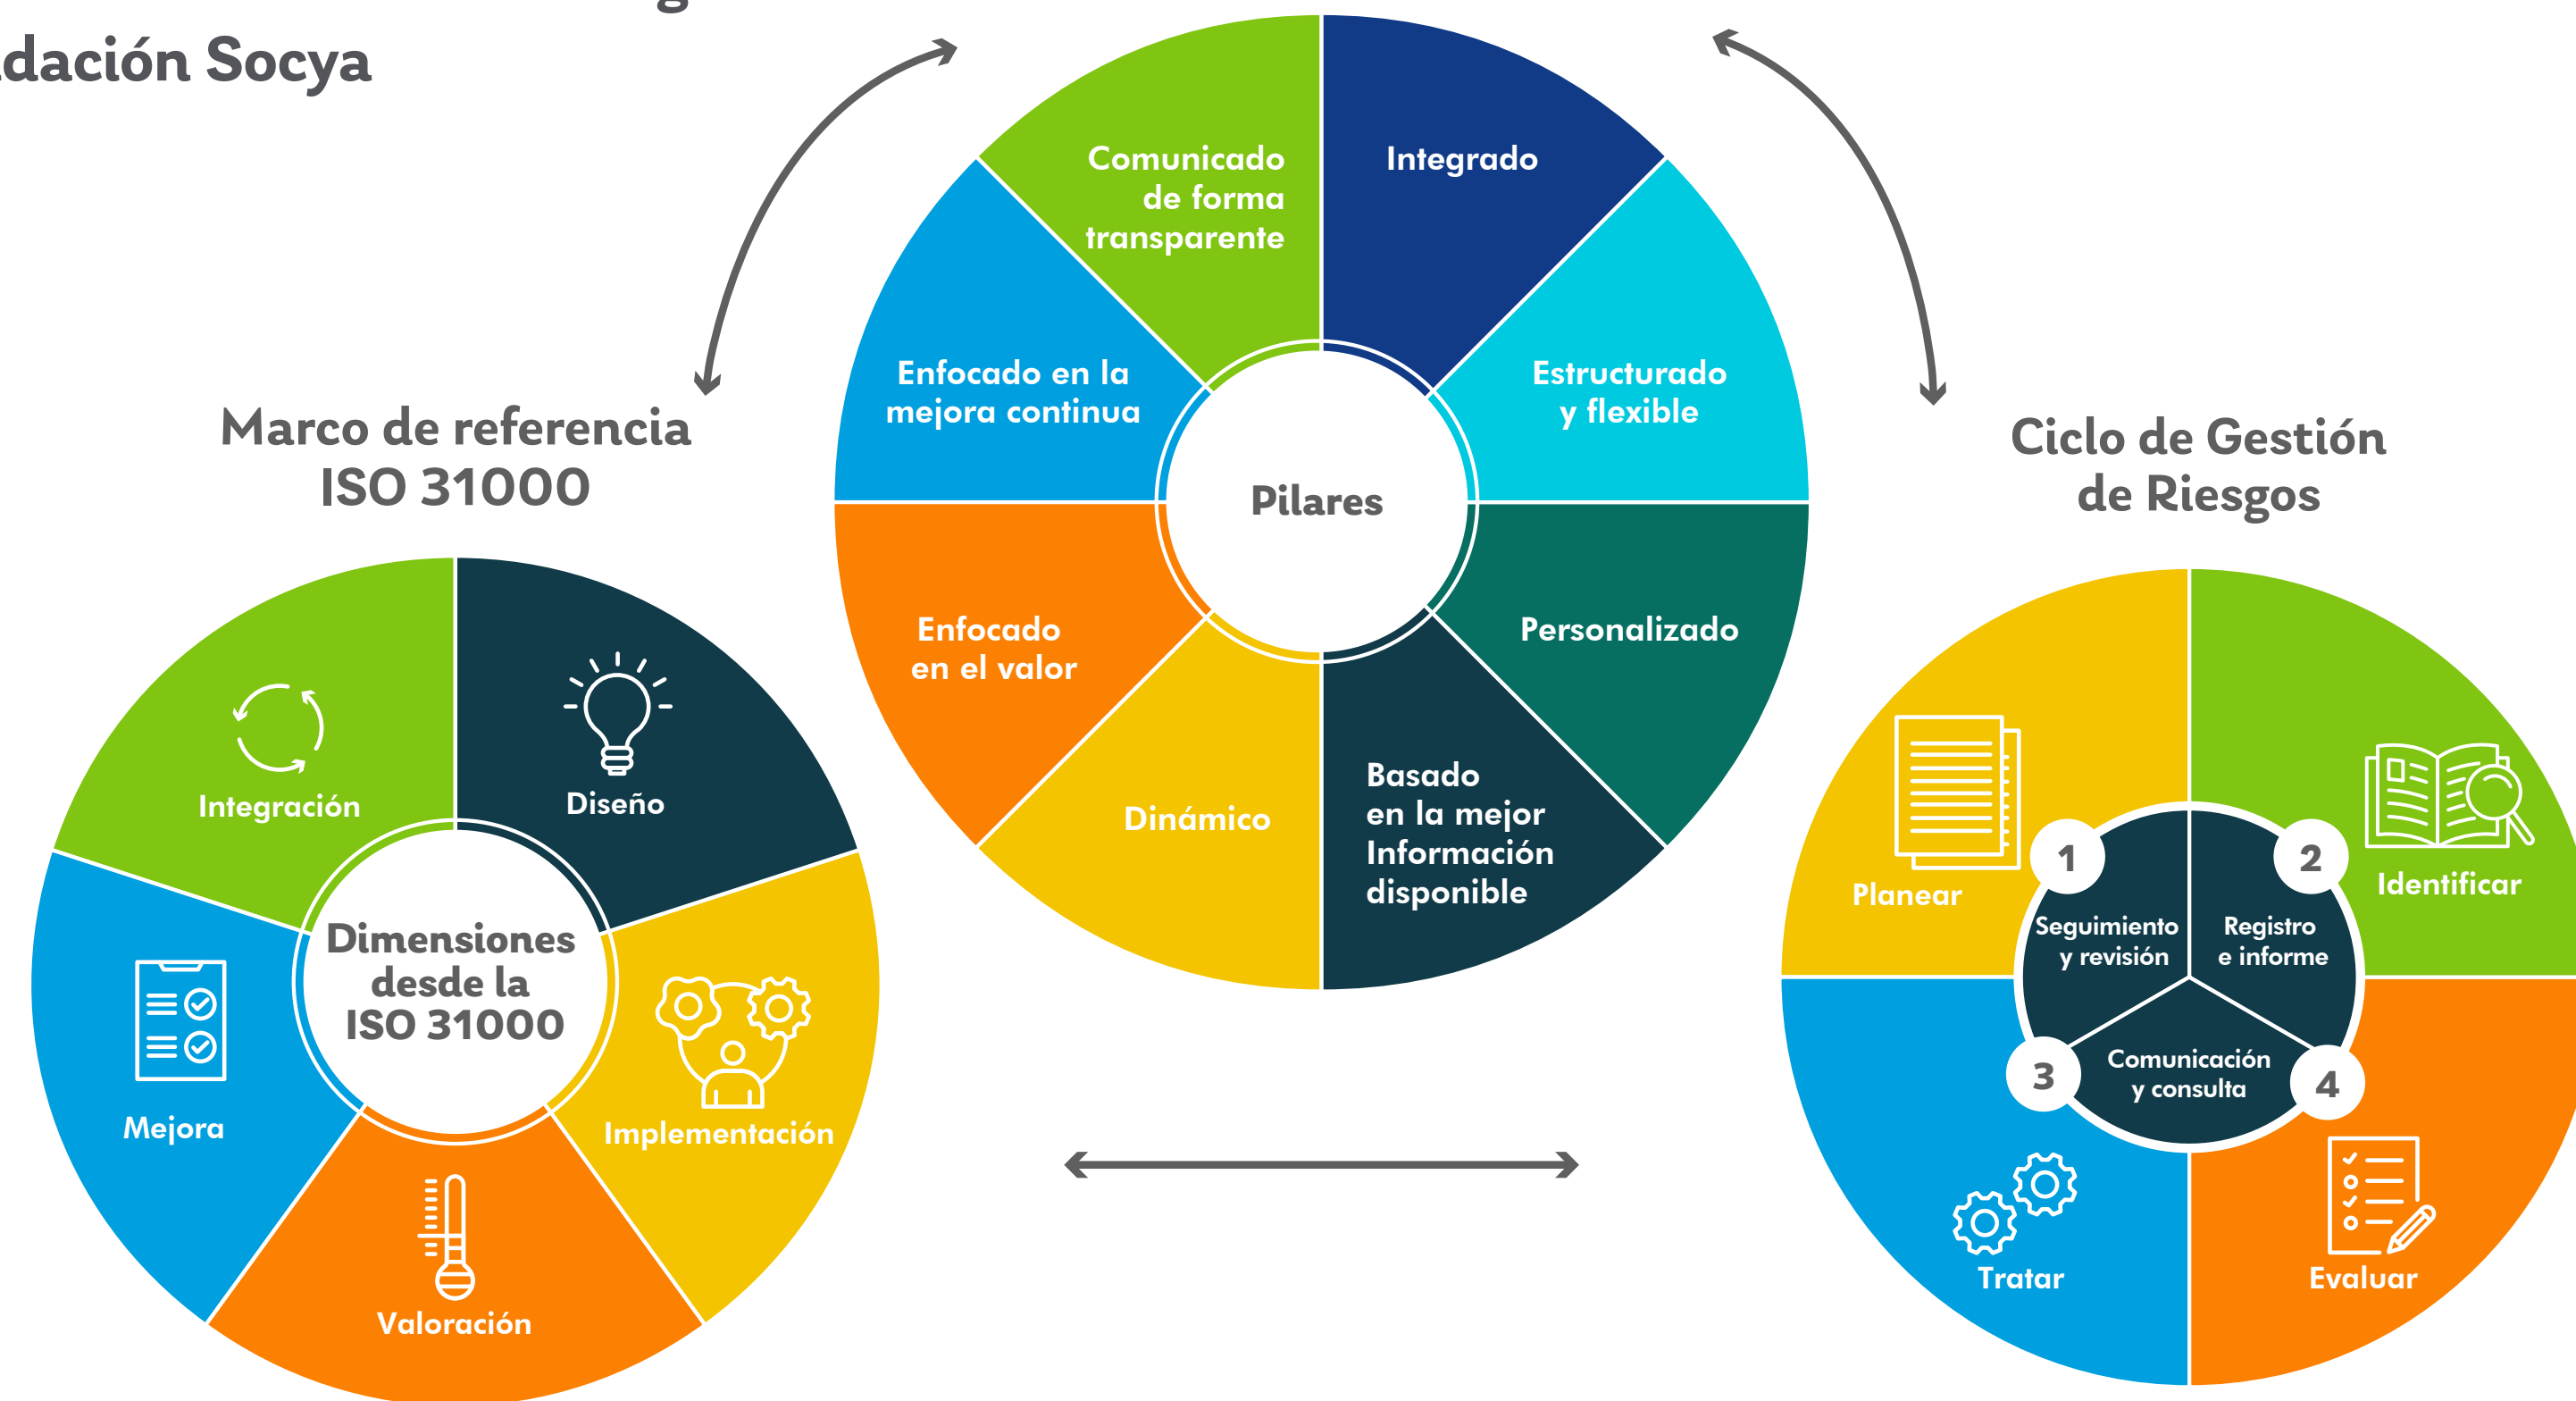 Socya
Comunicado
de forma
transparente
Integrado
Estructurado
y flexible
Personalizado
Basado
en la mejor
Información
disponible
Dinámico
Enfocado
en el valor
Enfocado en la
mejora continua
Pilares
Marco de referencia
ISO 31000
Integración
Diseño
Implementación
Valoración
Mejora
Dimensiones
desde la
ISO 31000
Ciclo de Gestión
de Riesgos
Planear
Identificar
1
2
Seguimiento
y revisión
Registro
e informe
Comunicación
y consulta
3
4
Tratar
Evaluar